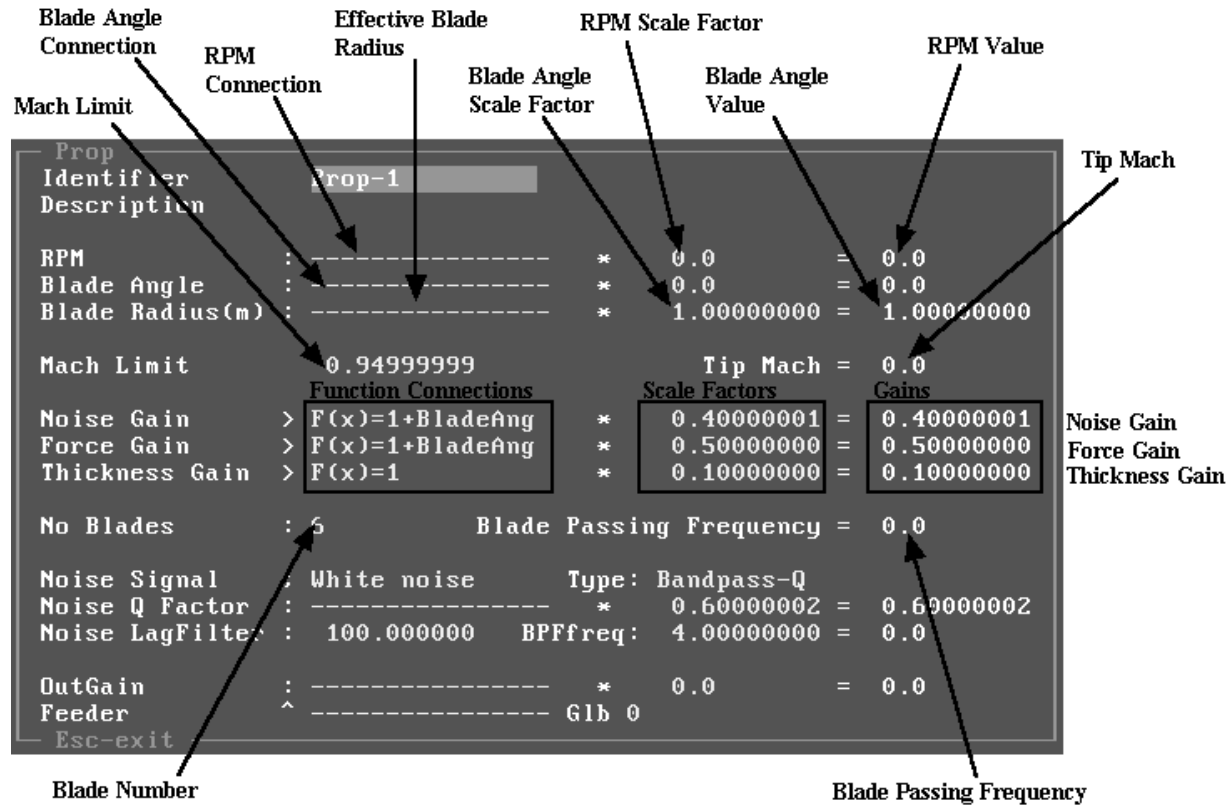 Blade Angle
Connection
RPM
Connection
Effective Blade
Radius
RPM Scale Factor
RPM Value
Blade Angle
Scale Factor
Blade Angle
Value
Mach Limit
Tip Mach
Prop
Identifier Prop-1
Description
RPM : ---------------- * 0.0 = 0.0
Blade Angle : ---------------- * 0.0 = 0.0
Blade Radius(m) : ---------------- * 1.00000000 = 1.00000000
Mach Limit 0.94999999 Tip Mach = 0.0
Function Connections Scale Factors Gains
Noise Gain > F(x)=1+BladeAng * 0.40000001 = 0.40000001 Noise Gain
Force Gain > F(x)=1+BladeAng * 0.50000000 = 0.50000000 Force Gain
Thickness Gain > F(x)=1 * 0.10000000 = 0.10000000 Thickness Gain
No Blades : 6 Blade Passing Frequency = 0.0
Noise Signal : White noise Type: Bandpass-Q
Noise Q Factor : ---------------- * 0.60000002 = 0.60000002
Noise LagFilter : 100.000000 BPFfreq: 4.00000000 = 0.0
OutGain : ---------------- * 0.0 = 0.0
Feeder ^ ---------------- Glb 0
Esc-exit
Blade Number
Blade Passing Frequency